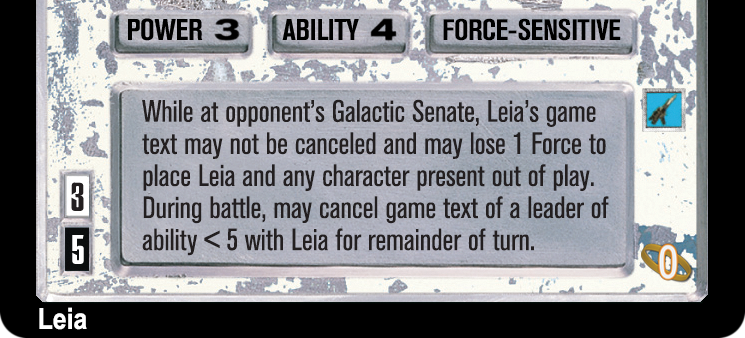 POWER 3 ABILITY 4 FORCE-SENSITIVE
While at opponent's Galactic Senate, Leia's game
text may not be canceled and may lose 1 Force to
place Leia and any character present out of play.
During battle, may cancel game text of a leader of
ability < 5 with Leia for remainder of turn.
3
5
0
Leia